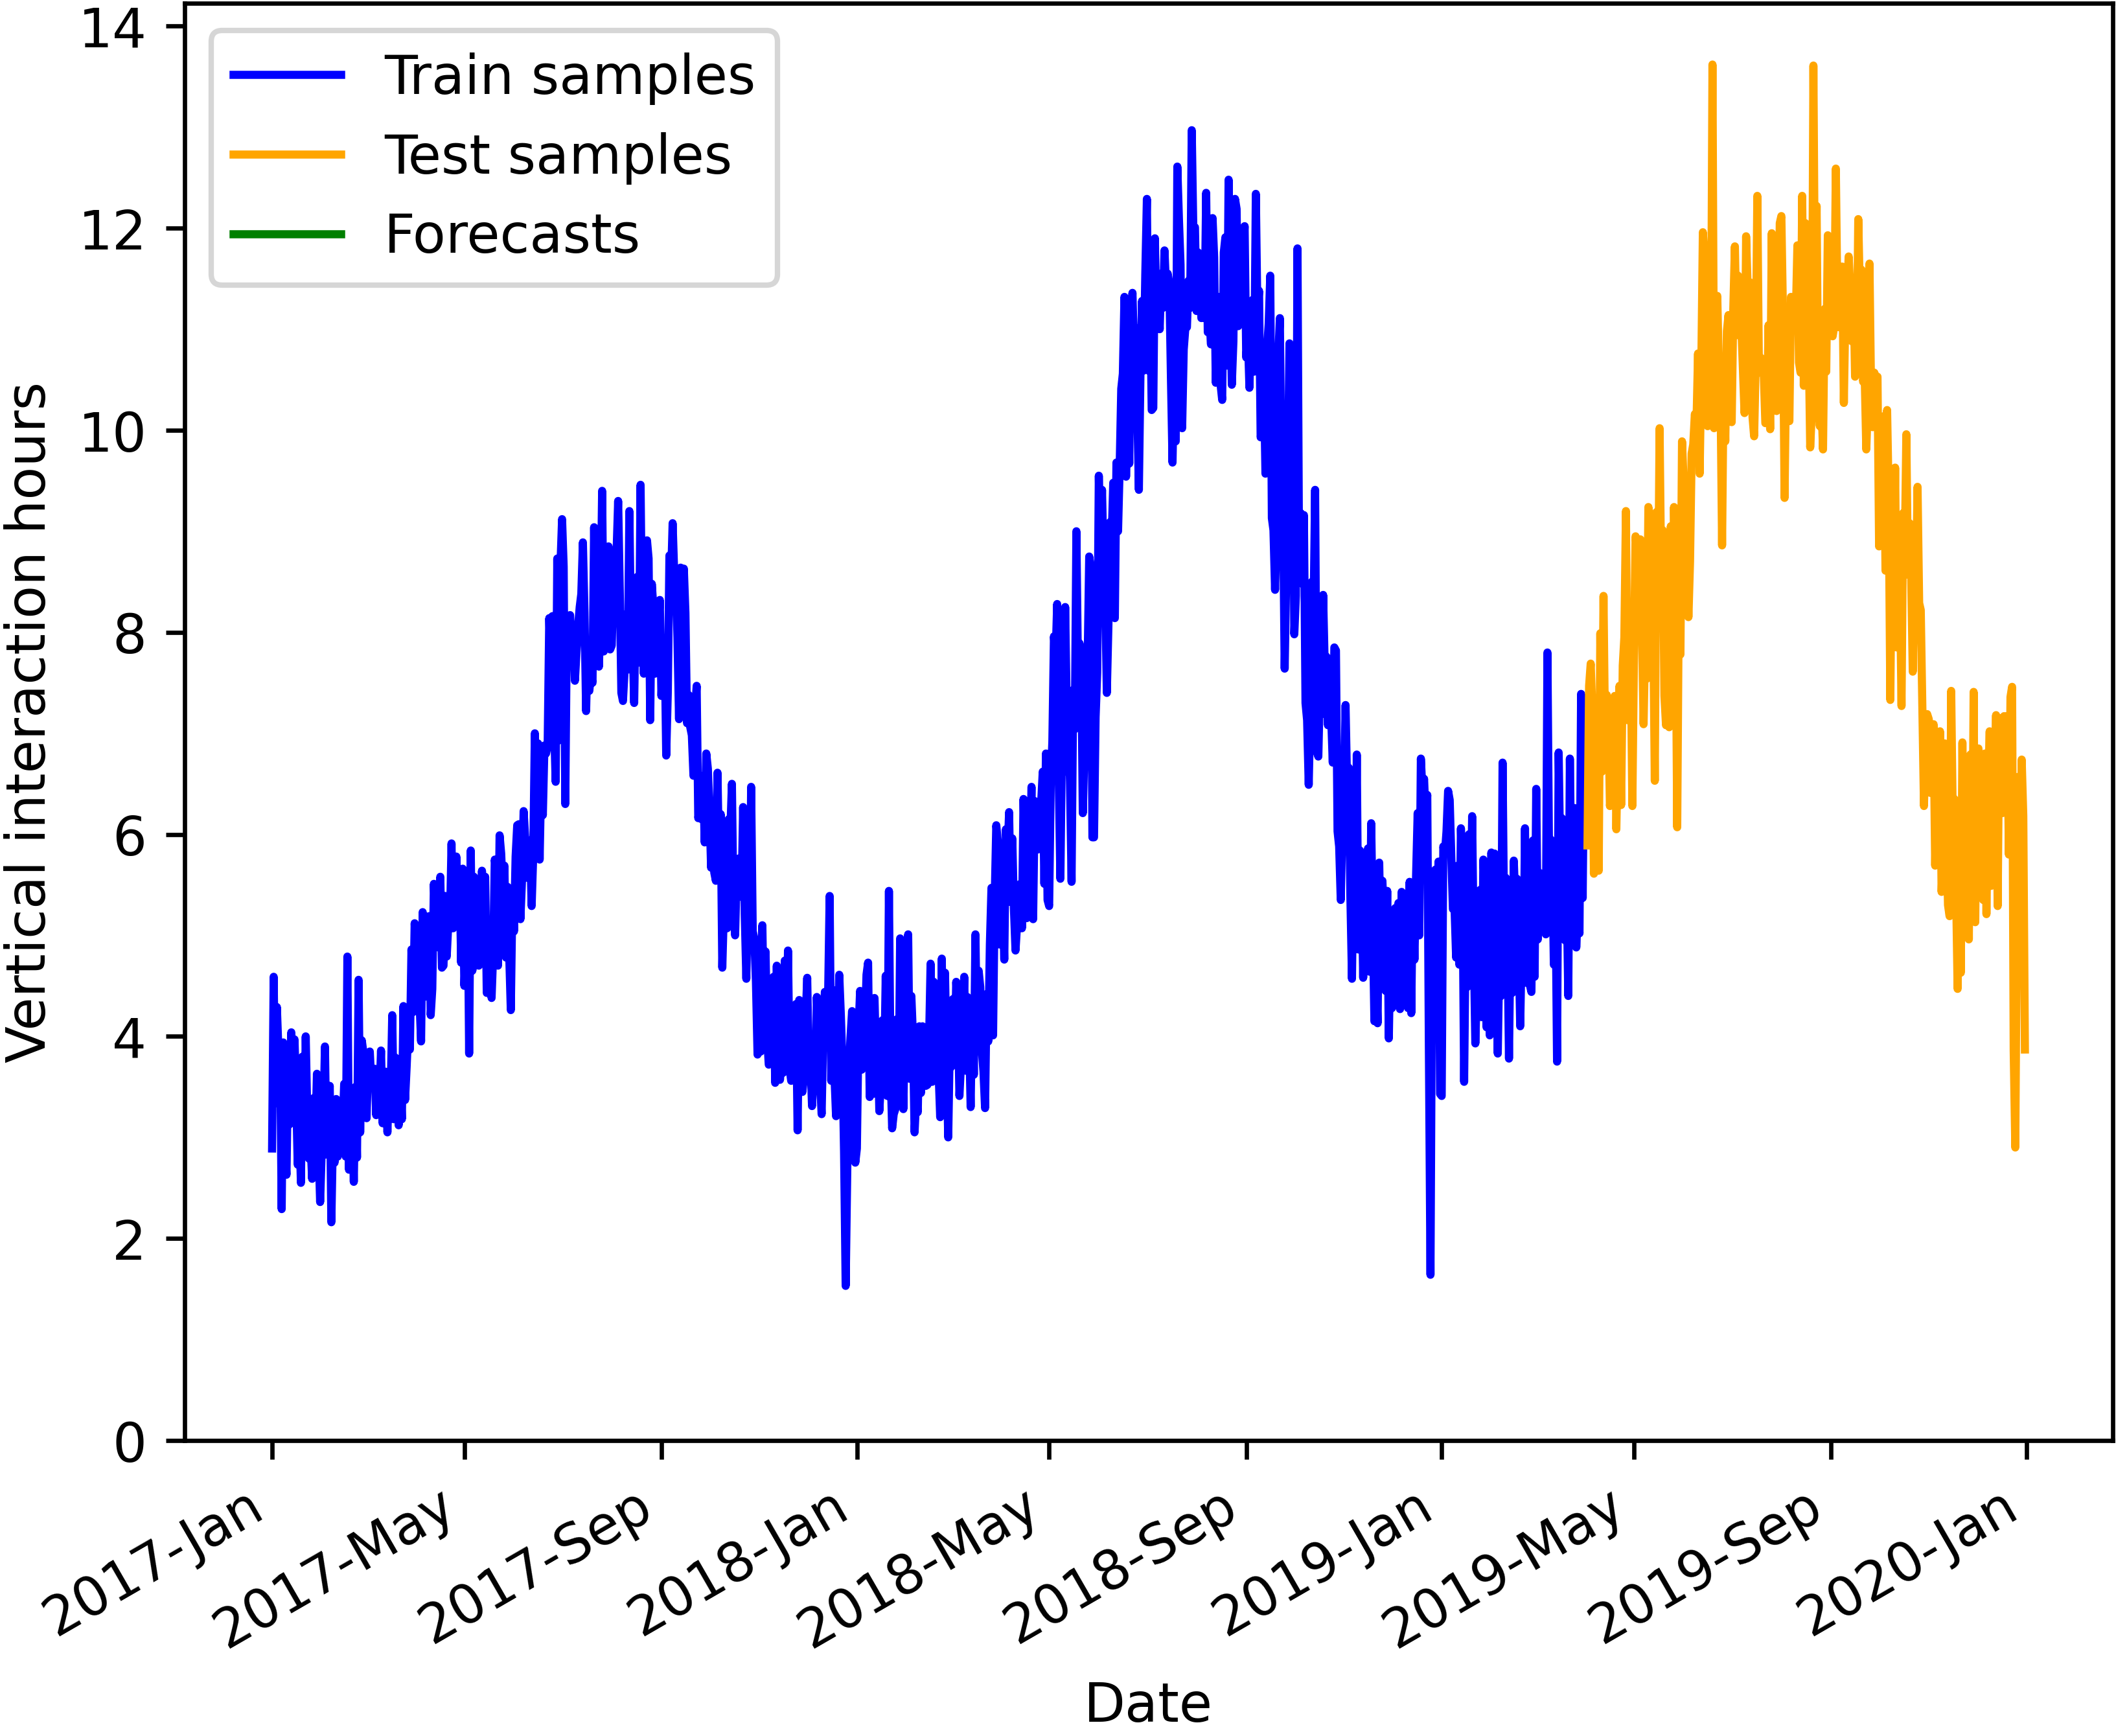 14
12
10
8
6
4
2
0
Vertical interaction hours
Train samples
Test samples
Forecasts
2017-Jan
2017-May
2017-Sep
2018-Jan
2018-May
2018-Sep
2019-Jan
2019-May
2019-Sep
2020-Jan
Date